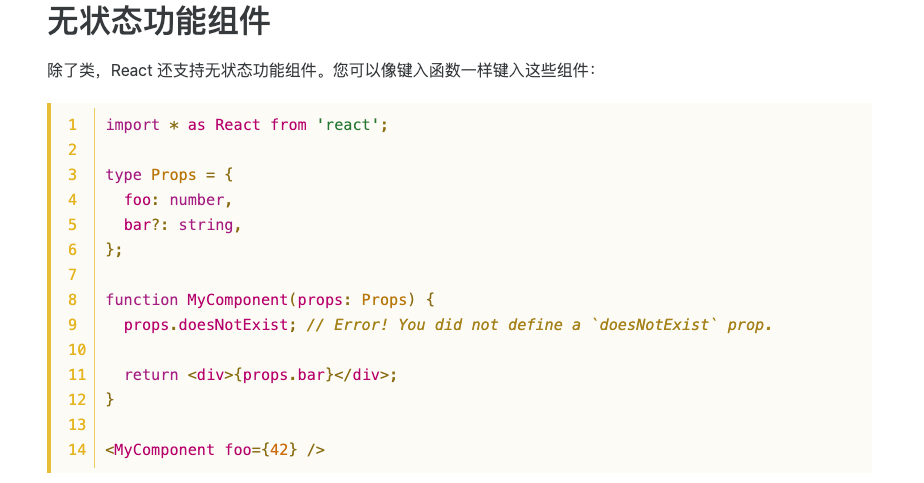 无状态功能组件
除了类，React 还支持无状态功能组件。您可以像键入函数一样键入这些组件：
1 import * as React from 'react';
2
3 type Props = {
4   foo: number,
5   bar?: string,
6 };
7
8 function MyComponent(props: Props) {
9   props.doesNotExist; // Error! You did not define a `doesNotExist` prop.
10
11   return <div>{props.bar}</div>;
12 }
13
14 <MyComponent foo={42} />